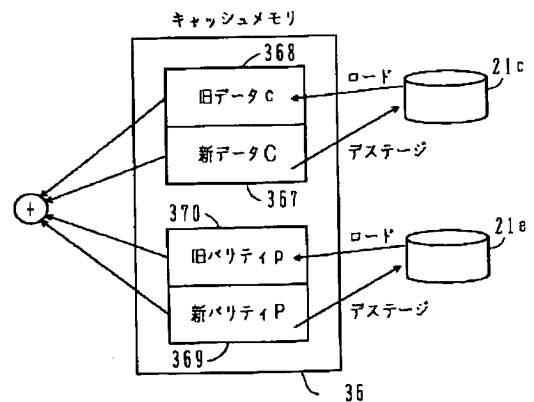 キャッシュメモリ
368
旧データc
ロード
21c
新データC
デステージ
367
+
370
旧パリティp
ロード
21e
新パリティP
デステージ
369
36